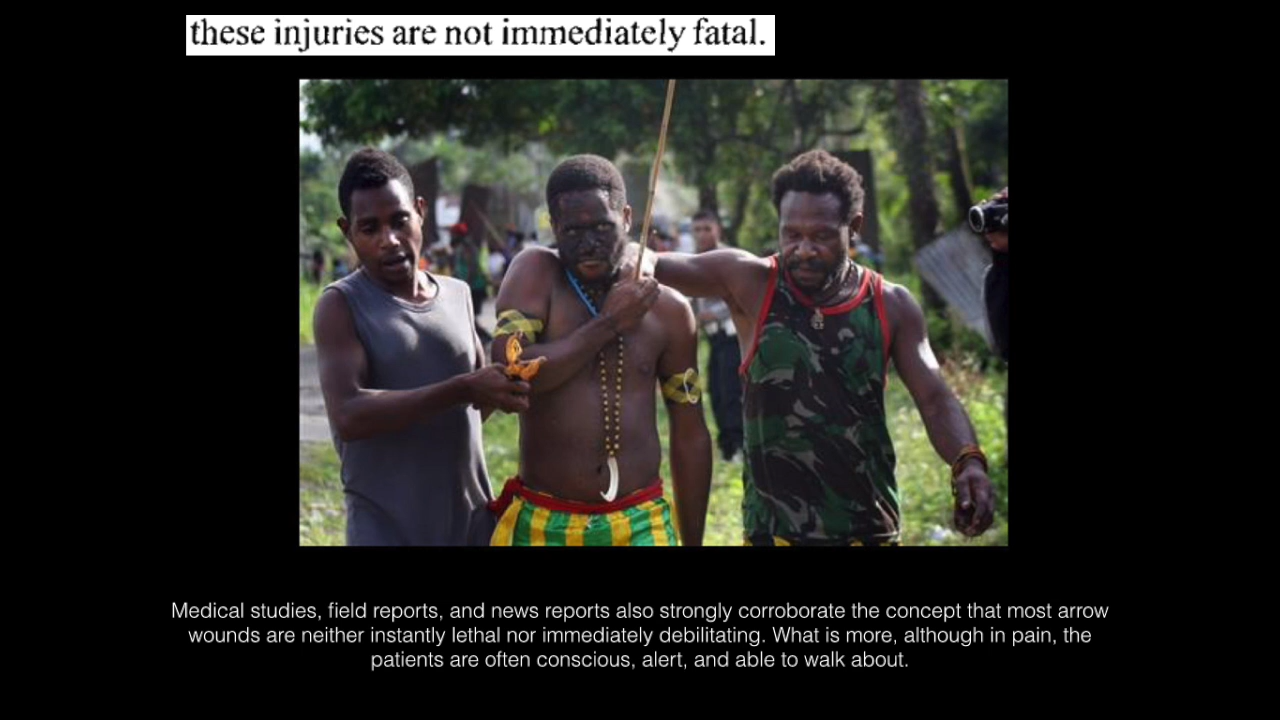 these injuries are not immediately fatal.
Medical studies, field reports, and news reports also strongly corroborate the concept that most arrow
wounds are neither instantly lethal nor immediately debilitating. What is more, although in pain, the
patients are often conscious, alert, and able to walk about.